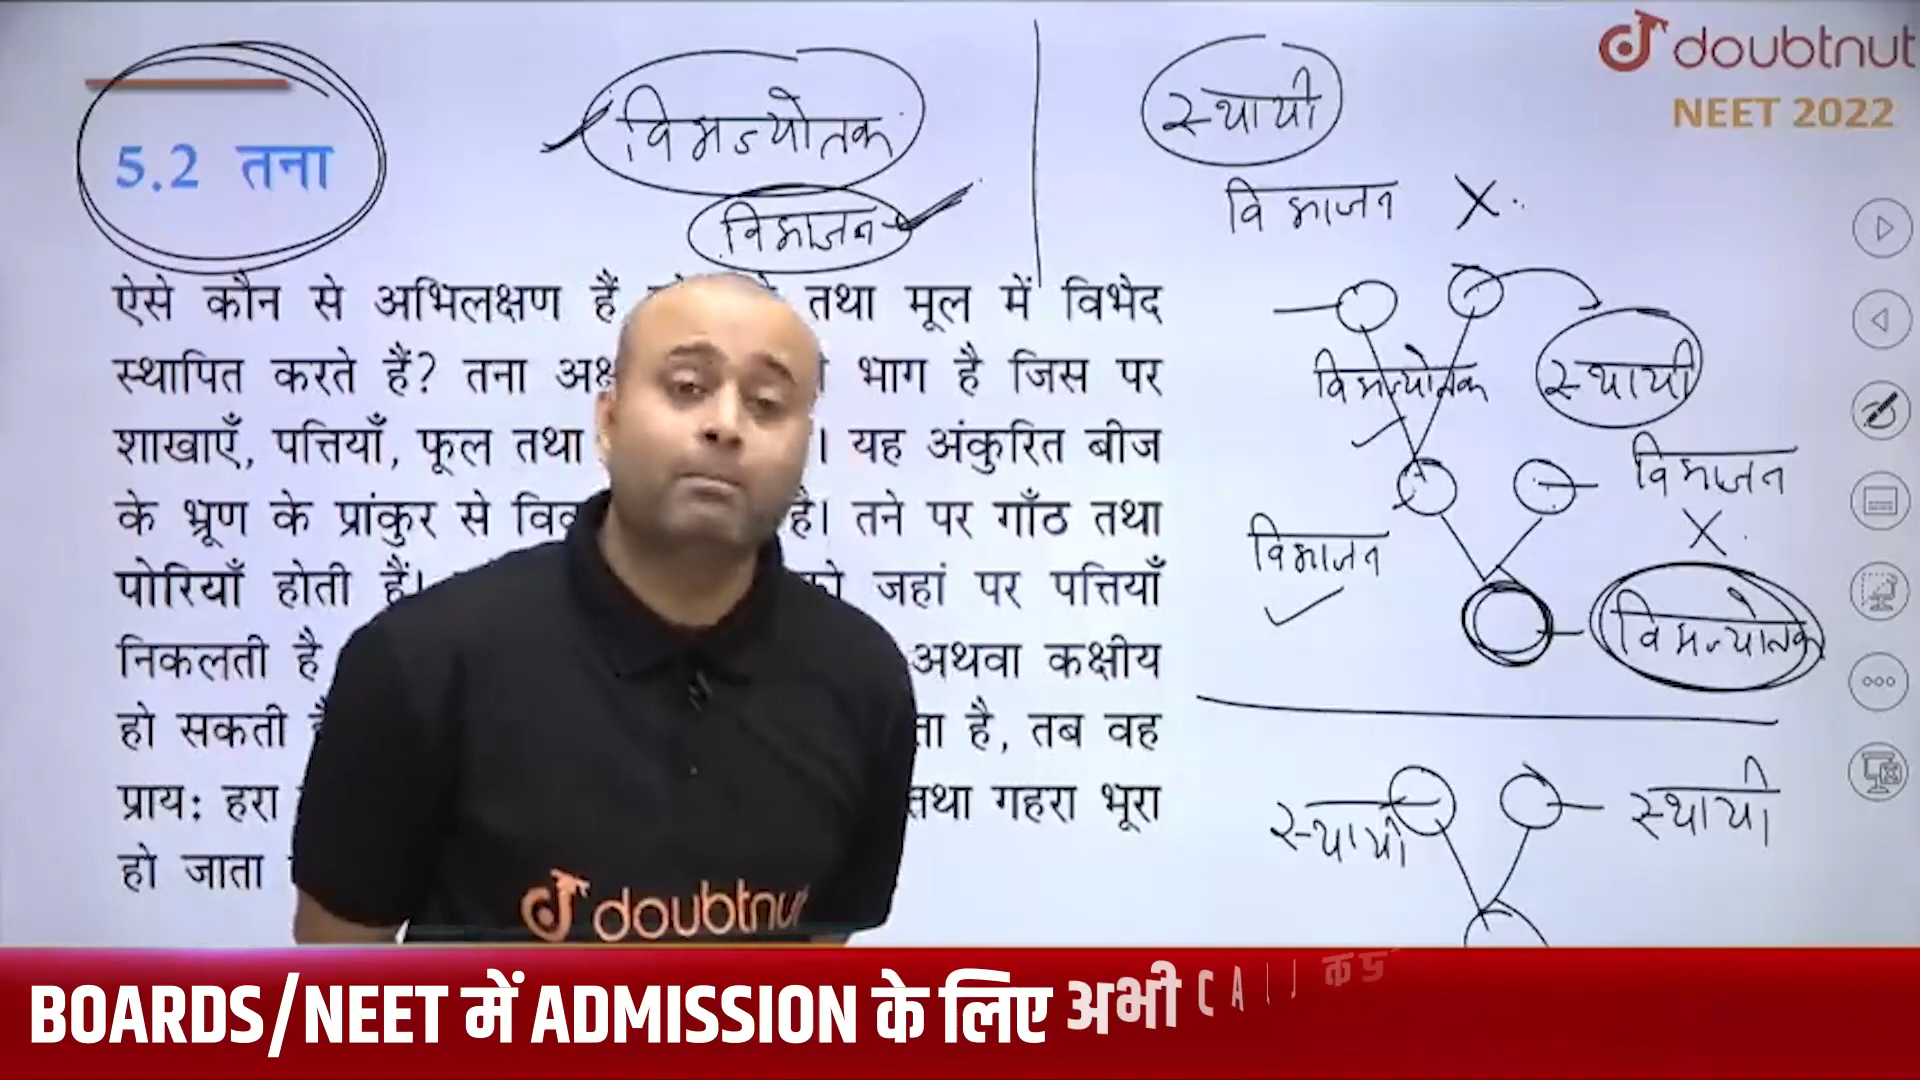 doubtnut
NEET 2022
5.2 तना
विभज्योतक
विभाजन
स्थायी
विभाजन X
ऐसे कौन से अभिलक्षण हैं तथा मूल में विभेद
स्थापित करते हैं? तना भाग है जिस पर
शाखाएँ, पत्तियाँ, फूल तथा । यह अंकुरित बीज
के भ्रूण के प्रांकुर से है। तने पर गाँठ तथा
पोरियाँ होती हैं। जहां पर पत्तियाँ
निकलती है अथवा कक्षीय
हो सकती है, तब वह
प्राय: हरा तथा गहरा भूरा
हो जाता
विभज्योतक
स्थायी
विभाजन
X
विभाजन
विभज्योतक
स्थायी
स्थायी
doubtnut
BOARDS/NEET में ADMISSION के लिए अभी CALL